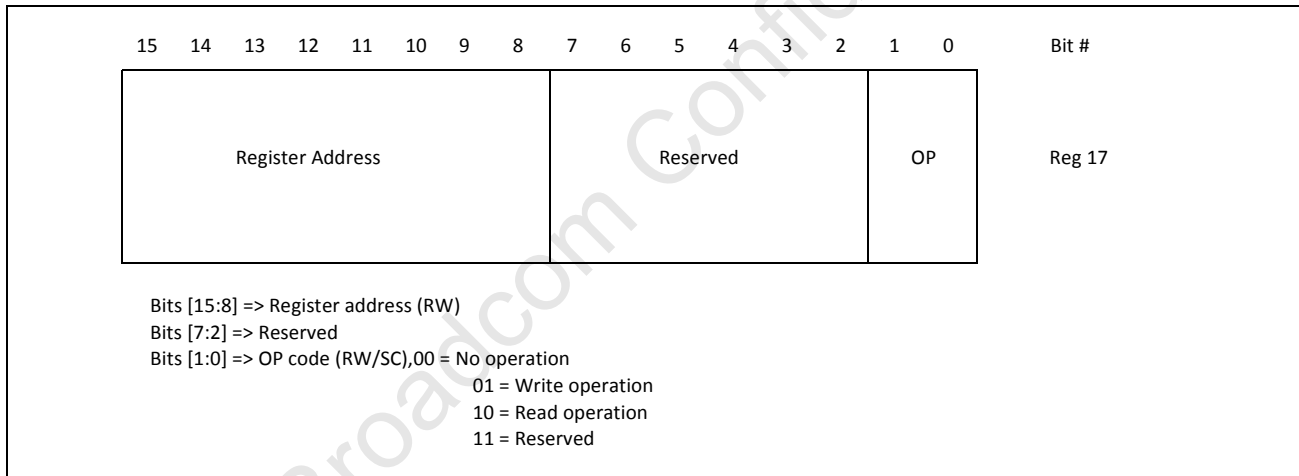 15 14 13 12 11 10 9 8 7 6 5 4 3 2 1 0 Bit #
Register Address Reserved OP Reg 17
Bits [15:8] => Register address (RW)
Bits [7:2] => Reserved
Bits [1:0] => OP code (RW/SC),00 = No operation
01 = Write operation
10 = Read operation
11 = Reserved
Broadcom